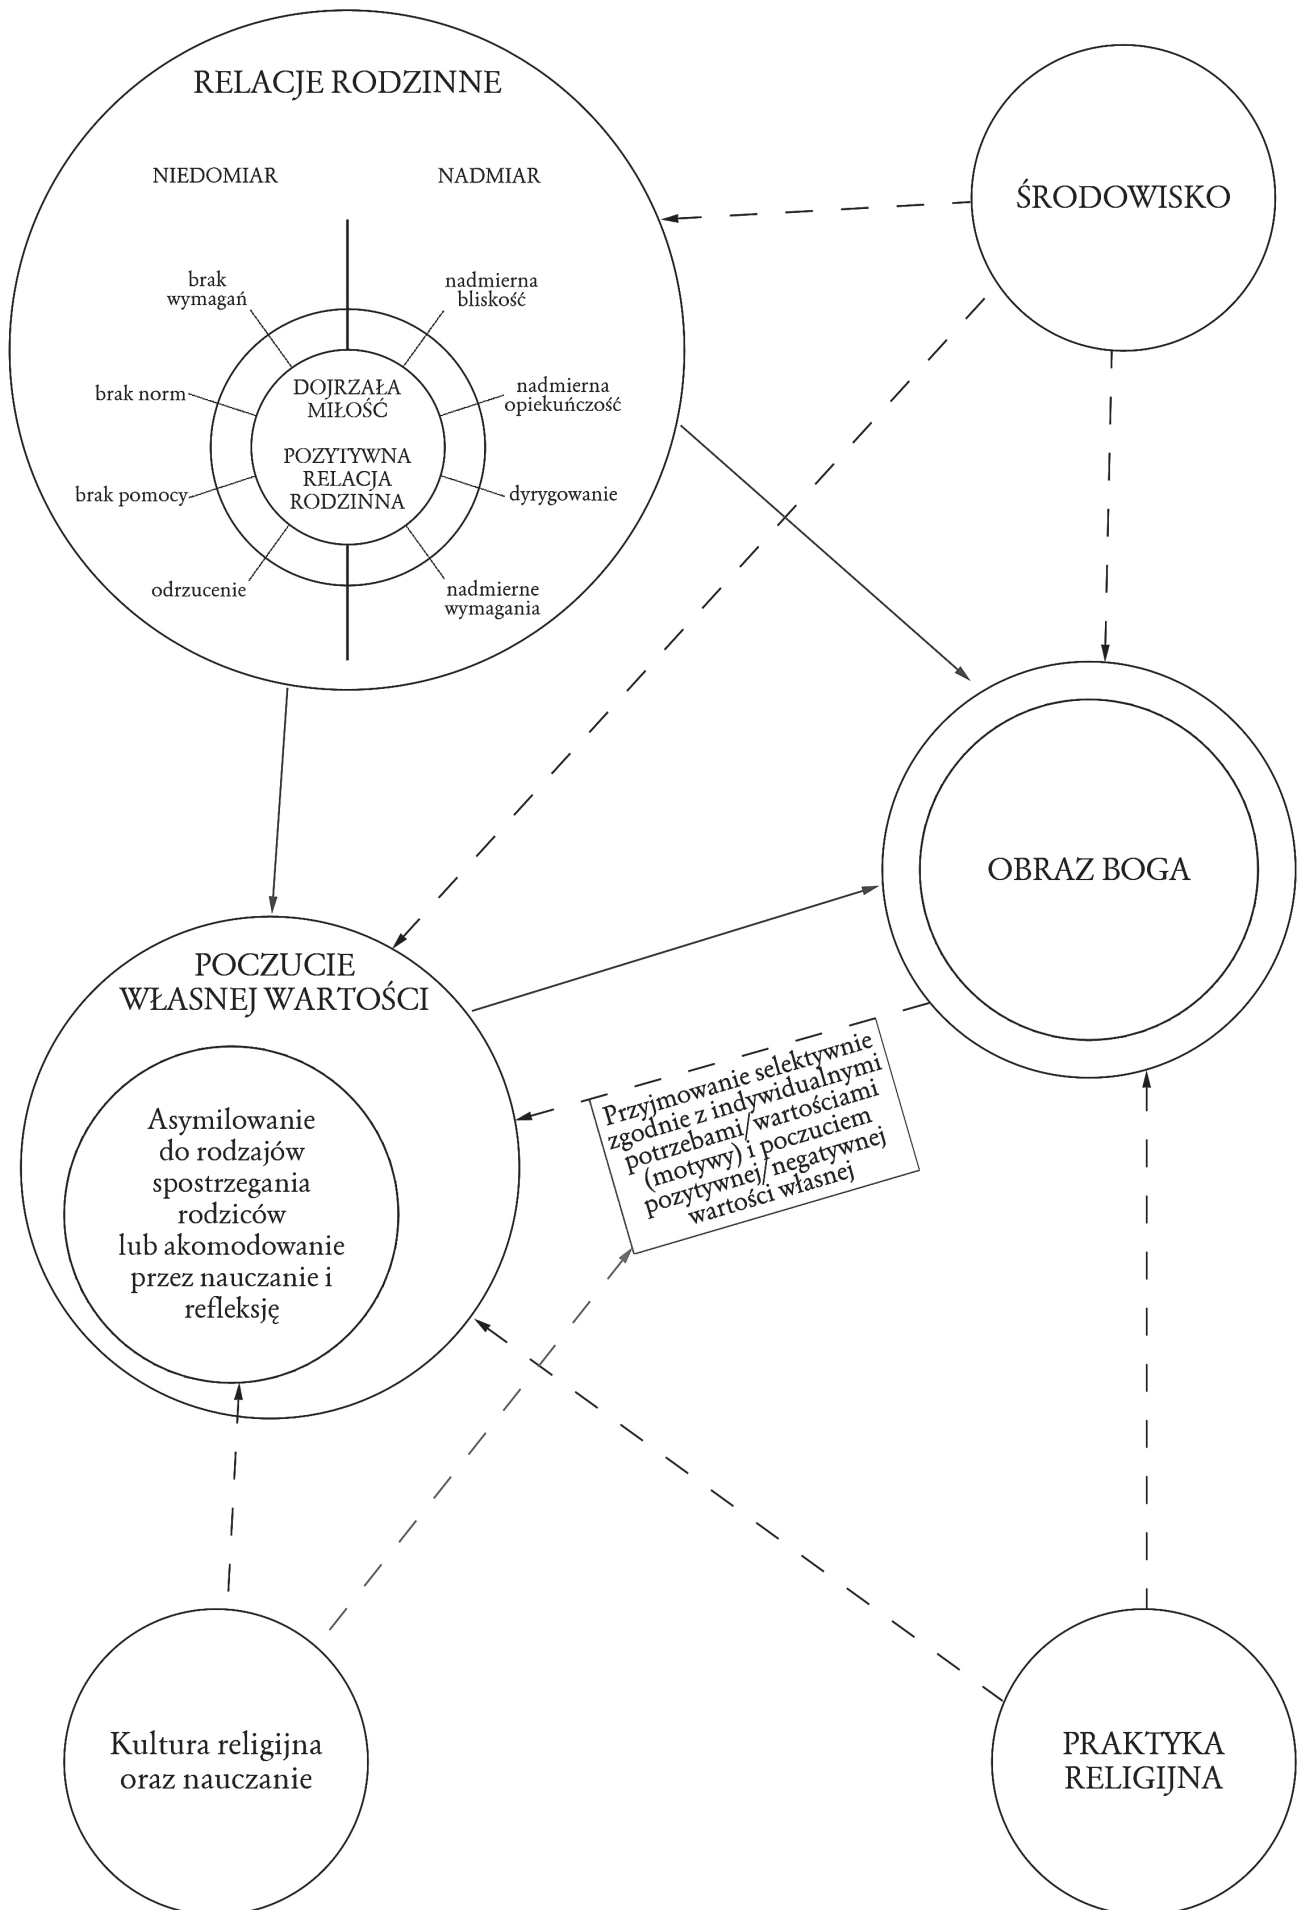 RELACJE RODZINNE
NIEDOMIAR
NADMIAR
brak
wymagań
nadmierna
bliskość
brak norm
nadmierna
opiekuńczość
DOJRZAŁA
MIŁOŚĆ
POZYTYWNA
RELACJA
RODZINNA
brak pomocy
dyrygowanie
odrzucenie
nadmierne
wymagania
ŚRODOWISKO
OBRAZ BOGA
POCZUCIE
WŁASNEJ WARTOŚCI
Asymilowanie
do rodzajów
spostrzegania
rodziców
lub akomodowanie
przez nauczanie i
refleksję
Przyjmowanie selektywnie
zgodnie z indywidualnymi
potrzebami/wartościami
(motywy) i poczuciem
pozytywnej/negatywnej
wartości własnej
Kultura religijna
oraz nauczanie
PRAKTYKA
RELIGIJNA